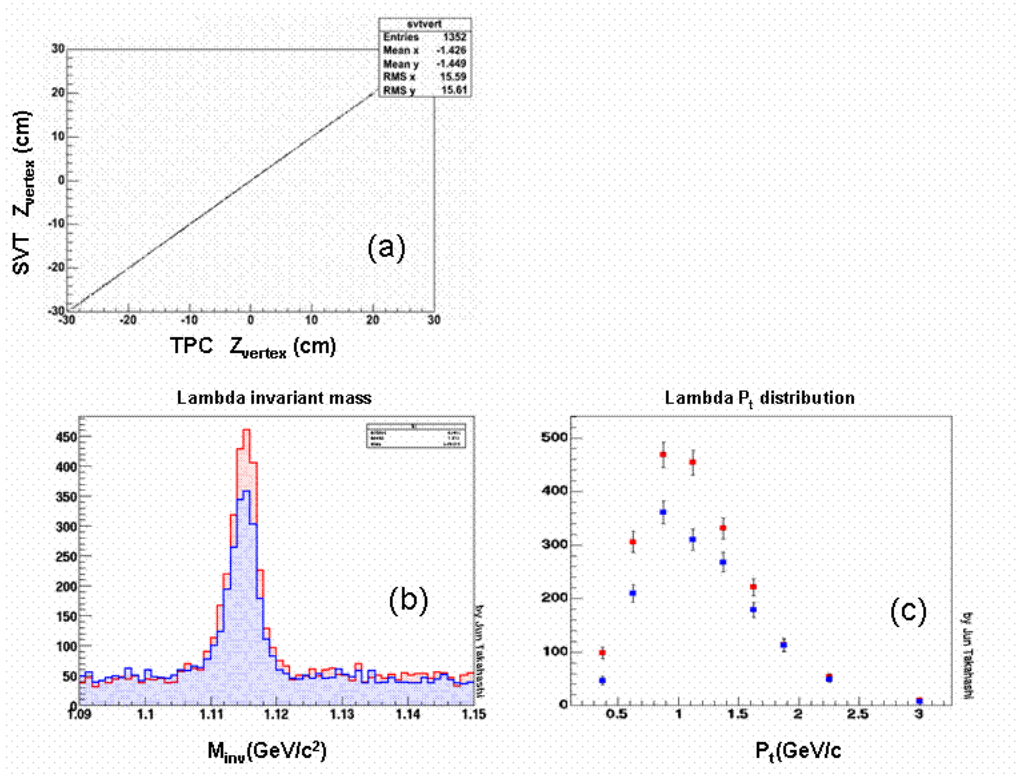 svtvert
Entries 1352
Mean x -1.426
Mean y -1.449
RMS x 15.59
RMS y 15.61
30
20
10
0
-10
-20
-30
SVT Zvertex (cm)
(a)
-30 -20 -10 0 10 20 30
TPC Zvertex (cm)
Lambda invariant mass
450
400
350
300
250
200
150
100
50
0
(b)
by Jun Takahashi
1.09 1.1 1.11 1.12 1.13 1.14 1.15
Minv(GeV/c2)
Lambda Pt distribution
500
400
300
200
100
0
(c)
by Jun Takahashi
0.5 1 1.5 2 2.5 3
Pt(GeV/c